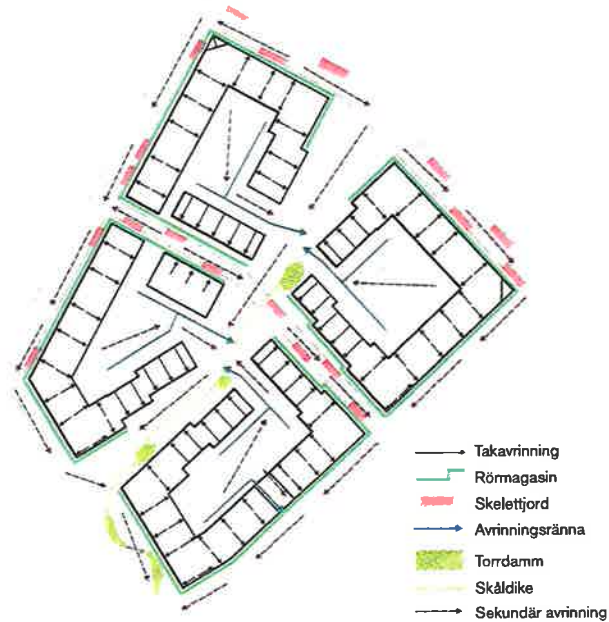 Takavrinning
Rörmagasin
Skelettjord
Avrinningsränna
Torrdamm
Skåldike
Sekundär avrinning